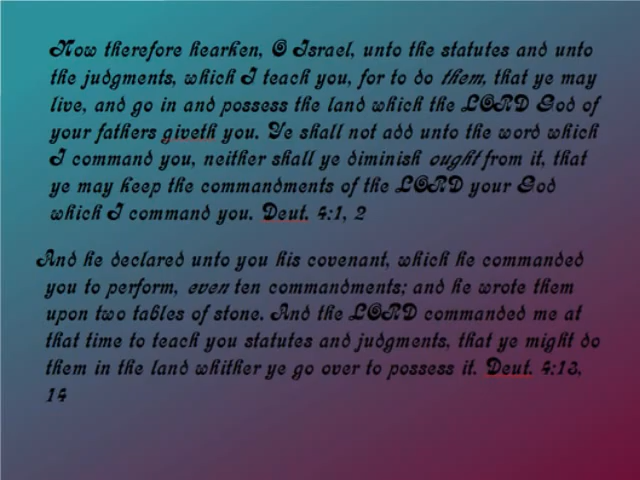 Now therefore hearken, O Israel, unto the statutes and unto
the judgments, which I teach you, for to do them, that ye may
live, and go in and possess the land which the LORD God of
your fathers giveth you. Ye shall not add unto the word which
I command you, neither shall ye diminish ought from it, that
ye may keep the commandments of the LORD your God
which I command you. Deut. 4:1, 2
And he declared unto you his covenant, which he commanded
you to perform, even ten commandments; and he wrote them
upon two tables of stone. And the LORD commanded me at
that time to teach you statutes and judgments, that ye might do
them in the land whither ye go over to possess it. Deut. 4:13,
14